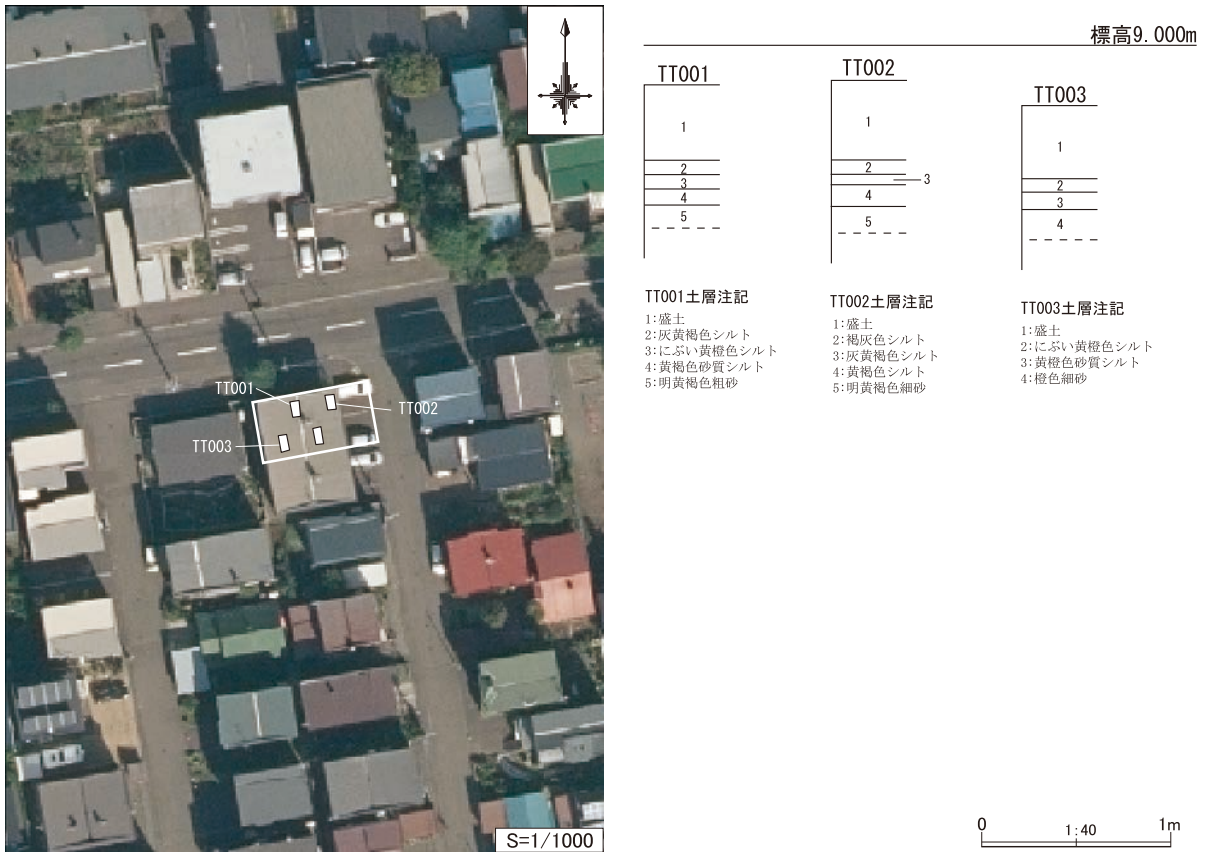 TT001
TT002
TT003
S=1/1000
標高9.000m
TT001
1
2
3
4
5
TT002
1
2
3
4
5
TT003
1
2
3
4
TT001土層注記
1:盛土
2:灰黄褐色シルト
3:にぶい黄橙色シルト
4:黄褐色砂質シルト
5:明黄褐色粗砂
TT002土層注記
1:盛土
2:褐灰色シルト
3:灰黄褐色シルト
4:黄褐色シルト
5:明黄褐色細砂
TT003土層注記
1:盛土
2:にぶい黄橙色シルト
3:黄橙色砂質シルト
4:橙色細砂
0 1:40 1m